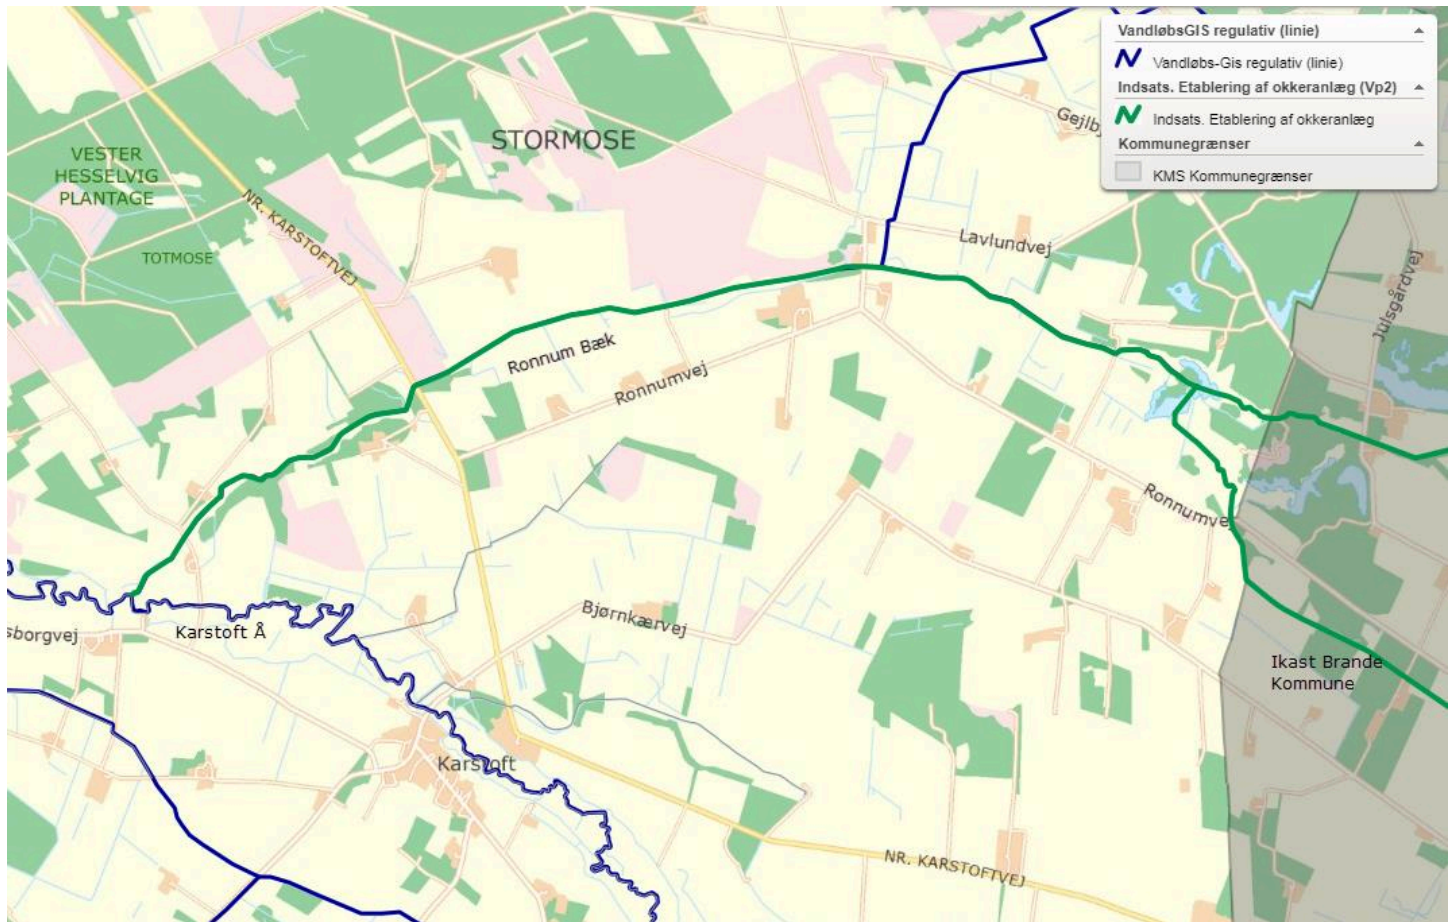 VandløbsGIS regulativ (linie)
Vandløbs-Gis regulativ (linie)
Indsats. Etablering af okkeranlæg (Vp2)
Indsats. Etablering af okkeranlæg
Kommunegrænser
KMS Kommunegrænser
STORMOSE
VESTER
HESSELVIG
PLANTAGE
NR. KARSTOFTVEJ
TOTMOSE
Lavlundvej
Julsgårdvej
Ronnum Bæk
Ronnumvej
Ronnumvej
Bjørnkærvej
Karstoft Å
sborgvej
Ikast Brande
Kommune
Karstoft
NR. KARSTOFTVEJ